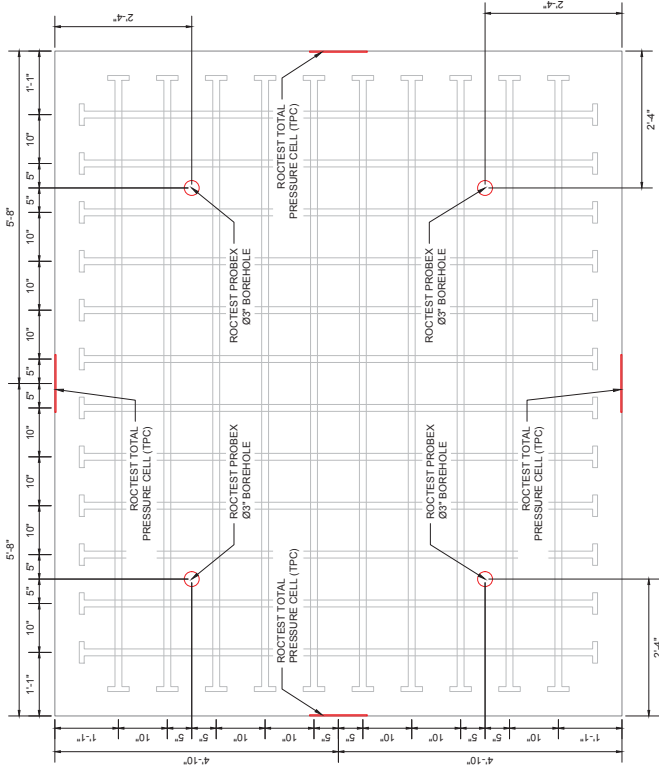 2'-4"
2'-4"
5'-8"
5'-8"
1'-1"
10"
5"
5"
10"
10"
10"
5"
5"
10"
10"
10"
5"
5"
10"
1'-1"
ROCTEST TOTAL
PRESSURE CELL (TPC)
ROCTEST PROBEX
Ø3" BOREHOLE
ROCTEST PROBEX
Ø3" BOREHOLE
ROCTEST TOTAL
PRESSURE CELL (TPC)
ROCTEST PROBEX
Ø3" BOREHOLE
ROCTEST PROBEX
Ø3" BOREHOLE
ROCTEST TOTAL
PRESSURE CELL (TPC)
ROCTEST TOTAL
PRESSURE CELL (TPC)
2'-4"
2'-4"
1'-1"
10"
5"
5"
10"
10"
5"
5"
10"
10"
5"
5"
10"
1'-1"
4'-10"
4'-10"